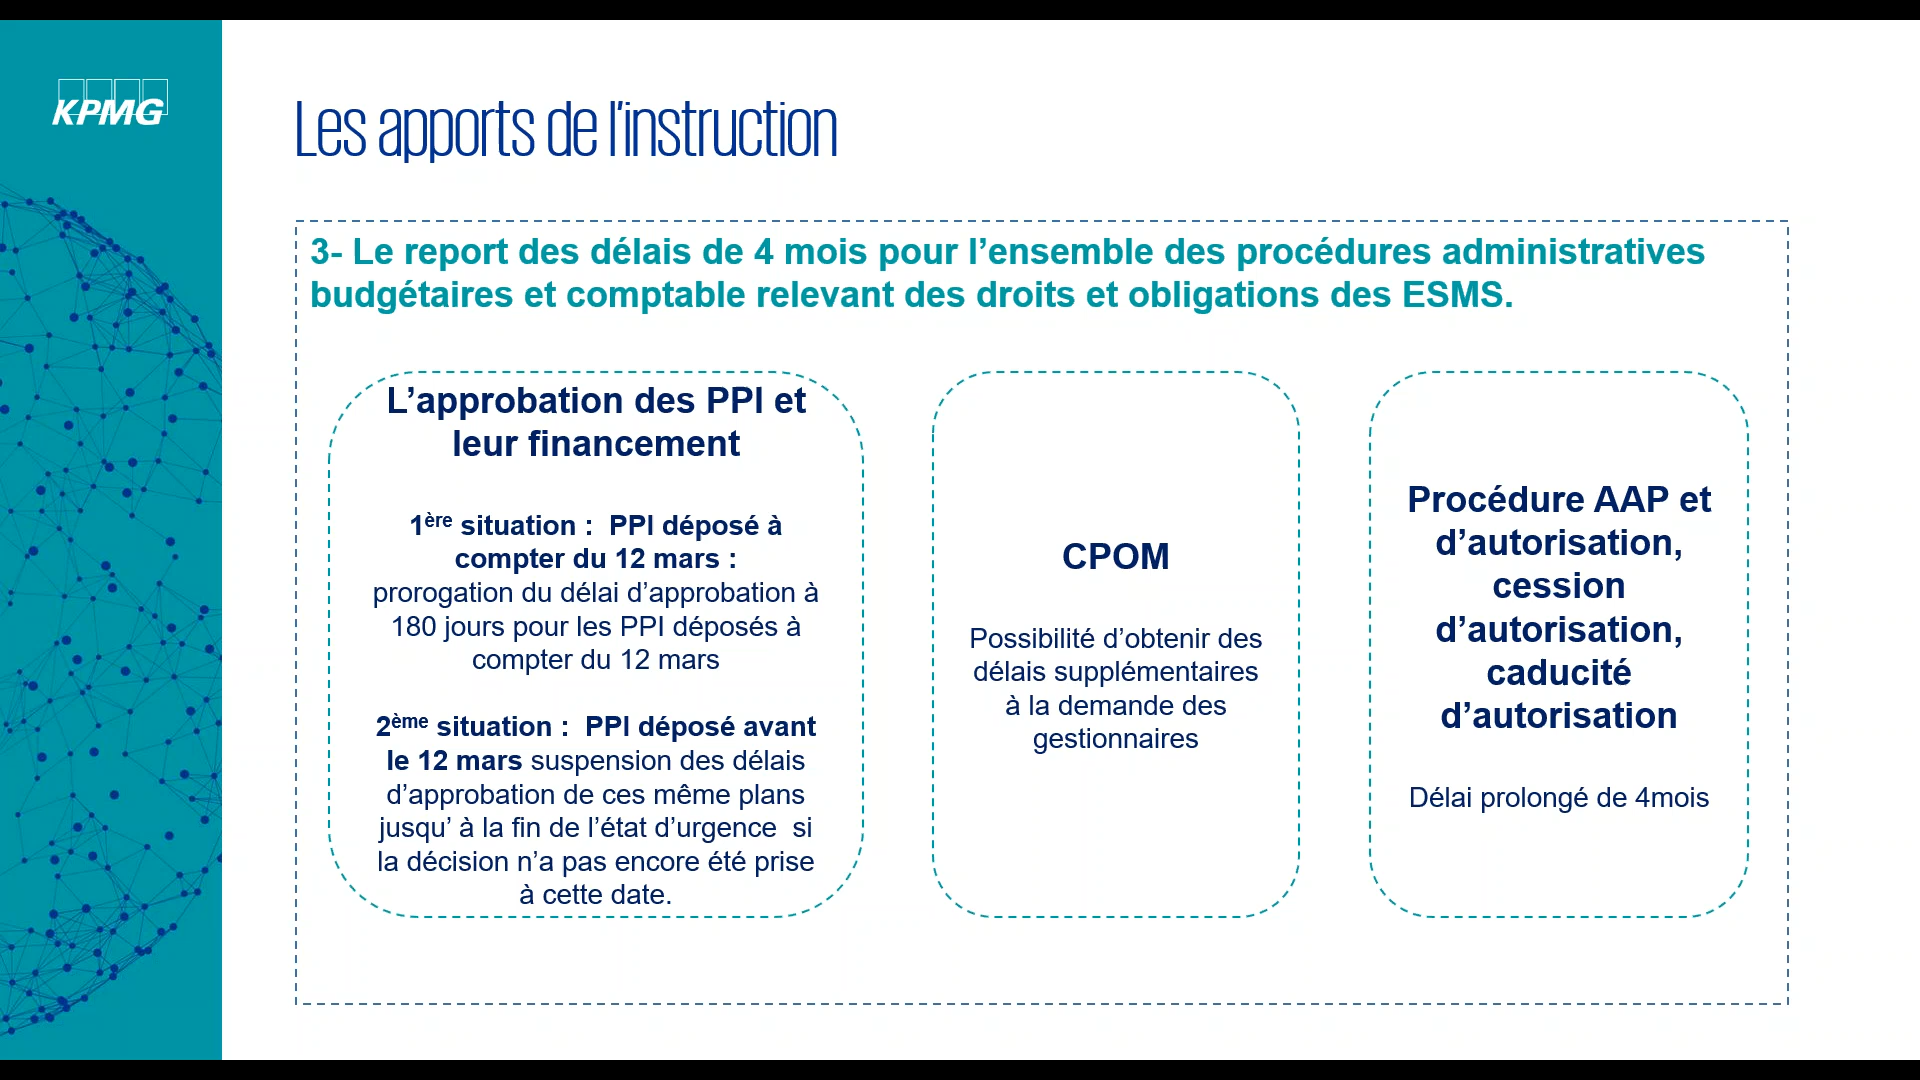 KPMG
Les apports de l’instruction
3- Le report des délais de 4 mois pour l’ensemble des procédures administratives
budgétaires et comptable relevant des droits et obligations des ESMS.
L’approbation des PPI et
leur financement
1ère situation :  PPI déposé à
compter du 12 mars :
prorogation du délai d’approbation à
180 jours pour les PPI déposés à
compter du 12 mars
2ème situation :  PPI déposé avant
le 12 mars suspension des délais
d’approbation de ces même plans
jusqu’ à la fin de l’état d’urgence  si
la décision n’a pas encore été prise
à cette date.
CPOM
Possibilité d’obtenir des
délais supplémentaires
à la demande des
gestionnaires
Procédure AAP et
d’autorisation,
cession
d’autorisation,
caducité
d’autorisation
Délai prolongé de 4mois